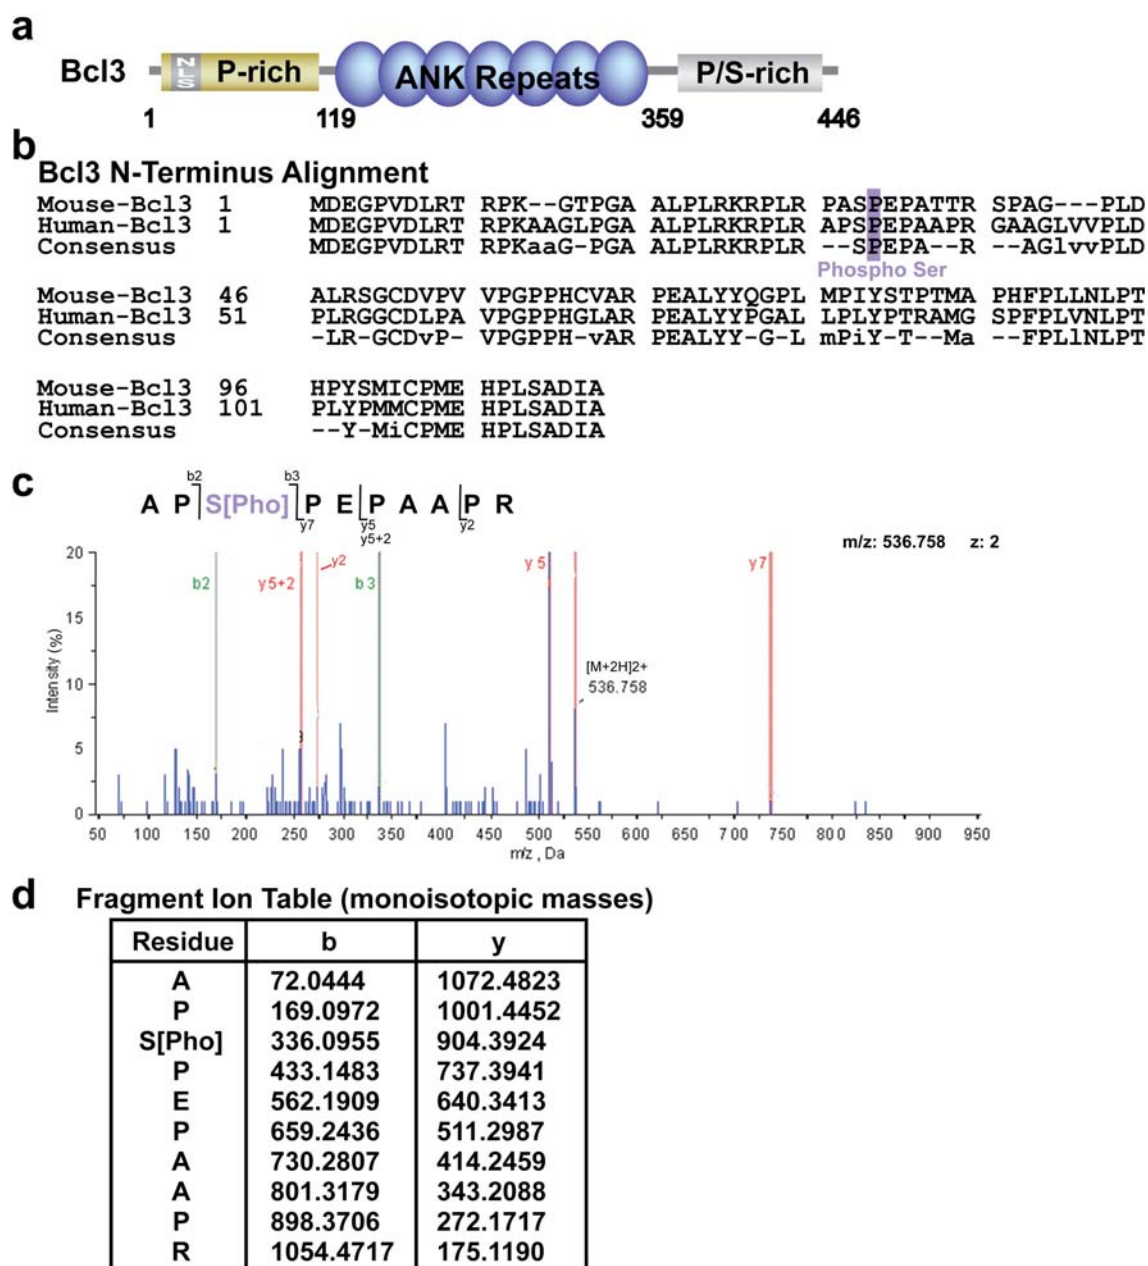 a
Bcl3 NLS P-rich ANK Repeats P/S-rich
1 119 359 446
b
Bcl3 N-Terminus Alignment
Mouse-Bcl3 1 MDEGPVDLRT RPK--GTPGA ALPLRKRPLR PASPEPATTR SPAG---PLD
Human-Bcl3 1 MDEGPVDLRT RPKAAGLPGA ALPLRKRPLR APSPEPAAPR GAAGLVVPLD
Consensus MDEGPVDLRT RPKaaG-PGA ALPLRKRPLR --SPEPA--R --AGlvvPLD
Phospho Ser
Mouse-Bcl3 46 ALRSGCDVPV VPGPPHCVAR PEALYYQGPL MPIYSTPTMA PHFPLLNLPT
Human-Bcl3 51 PLRGGCDLPA VPGPPHGLAR PEALYYPGAL LPLYPTRAMG SPFPLVNLPT
Consensus -LR-GCDvP- VPGPPH-vAR PEALYY-G-L mPiY-T--Ma --FPLlNLPT
Mouse-Bcl3 96 HPYSMICPME HPLSADIA
Human-Bcl3 101 PLYPMMCPME HPLSADIA
Consensus --Y-MiCPME HPLSADIA
c
b2 b3
A P S[Pho] P E P A A P R
y7 y5 y2
y5+2
m/z: 536.758 z: 2
20
b2 y5+2 y2 b3 y5 y7
15
Intensity (%)
[M+2H]2+
536.758
10
5
0
50 100 150 200 250 300 350 400 450 500 550 600 650 700 750 800 850 900 950
m/z, Da
d Fragment Ion Table (monoisotopic masses)
Residue b y
A 72.0444 1072.4823
P 169.0972 1001.4452
S[Pho] 336.0955 904.3924
P 433.1483 737.3941
E 562.1909 640.3413
P 659.2436 511.2987
A 730.2807 414.2459
A 801.3179 343.2088
P 898.3706 272.1717
R 1054.4717 175.1190